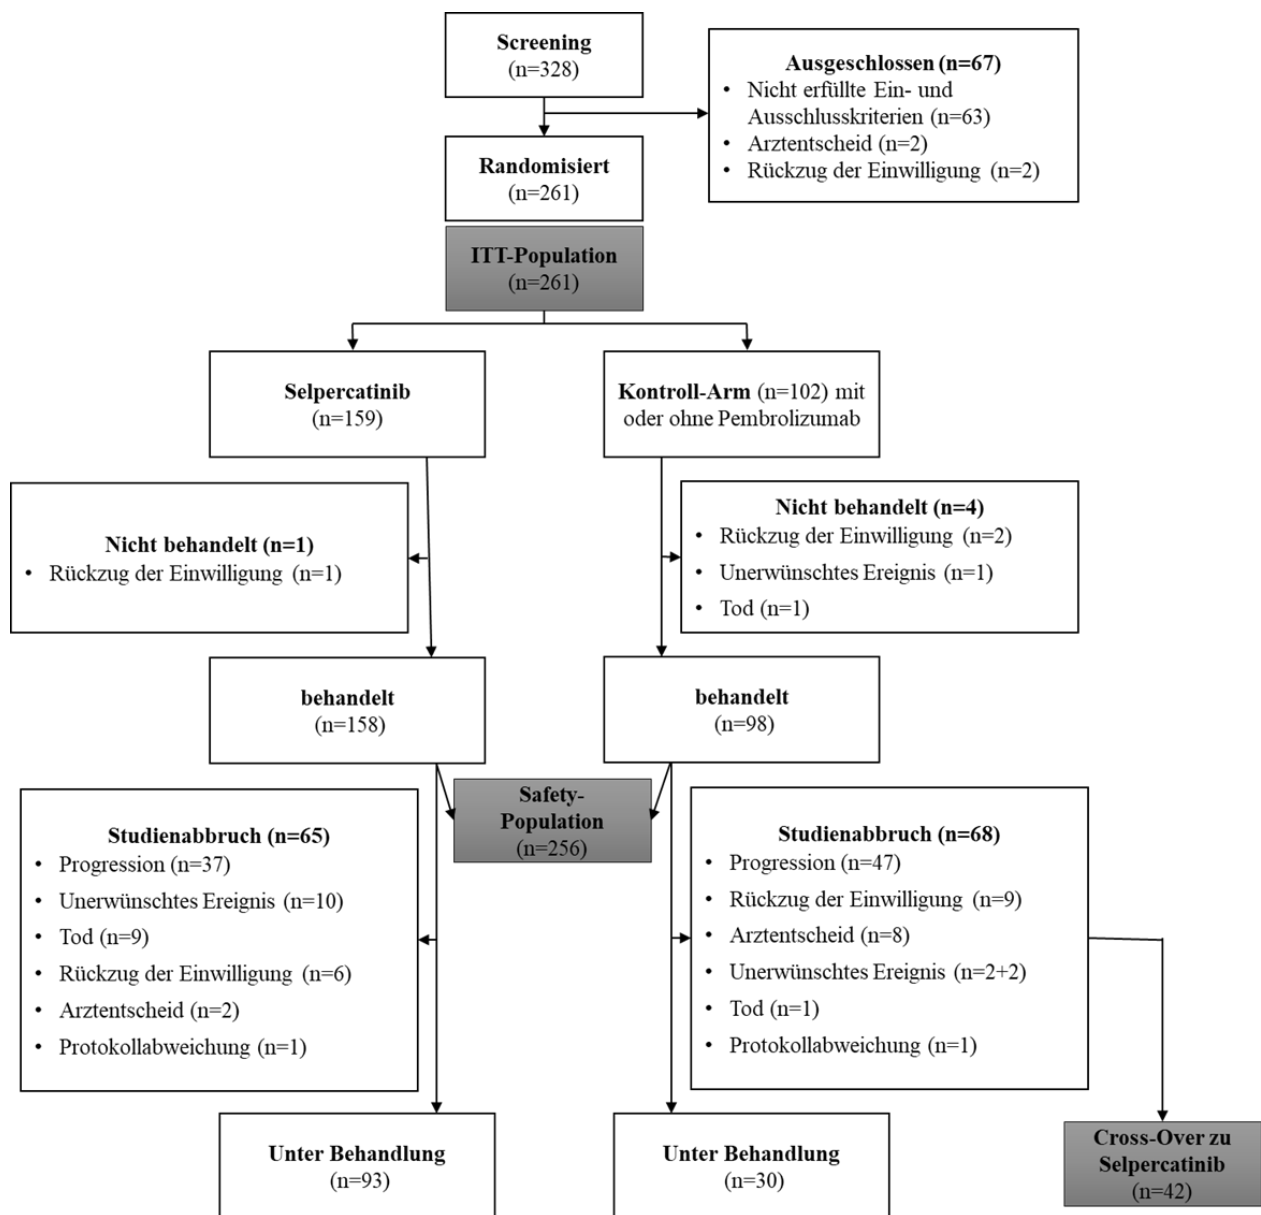 Screening
(n=328)
Ausgeschlossen (n=67)
• Nicht erfüllte Ein- und
Ausschlusskriterien (n=63)
• Arztentscheid (n=2)
• Rückzug der Einwilligung (n=2)
Randomisiert
(n=261)
ITT-Population
(n=261)
Selpercatinib
(n=159)
Kontroll-Arm (n=102) mit
oder ohne Pembrolizumab
Nicht behandelt (n=1)
• Rückzug der Einwilligung (n=1)
Nicht behandelt (n=4)
• Rückzug der Einwilligung (n=2)
• Unerwünschtes Ereignis (n=1)
• Tod (n=1)
behandelt
(n=158)
behandelt
(n=98)
Safety-
Population
(n=256)
Studienabbruch (n=65)
• Progression (n=37)
• Unerwünschtes Ereignis (n=10)
• Tod (n=9)
• Rückzug der Einwilligung (n=6)
• Arztentscheid (n=2)
• Protokollabweichung (n=1)
Studienabbruch (n=68)
• Progression (n=47)
• Rückzug der Einwilligung (n=9)
• Arztentscheid (n=8)
• Unerwünschtes Ereignis (n=2+2)
• Tod (n=1)
• Protokollabweichung (n=1)
Unter Behandlung
(n=93)
Unter Behandlung
(n=30)
Cross-Over zu
Selpercatinib
(n=42)